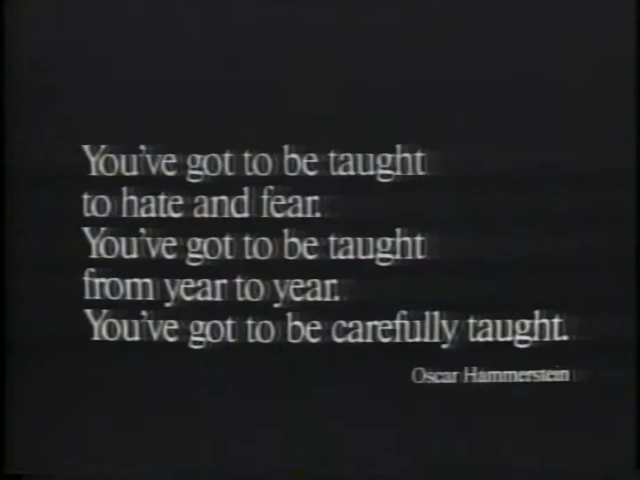 You've got to be taught
to hate and fear.
You've got to be taught
from year to year.
You've got to be carefully taught.
Oscar Hammerstein